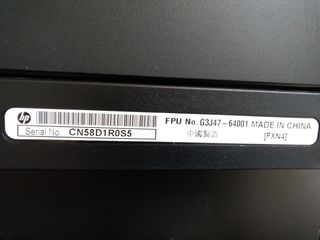 hp
FPU No. G3J47-64001 MADE IN CHINA
Serial No. CN58D1R0S5 中國製造 [FXN4]